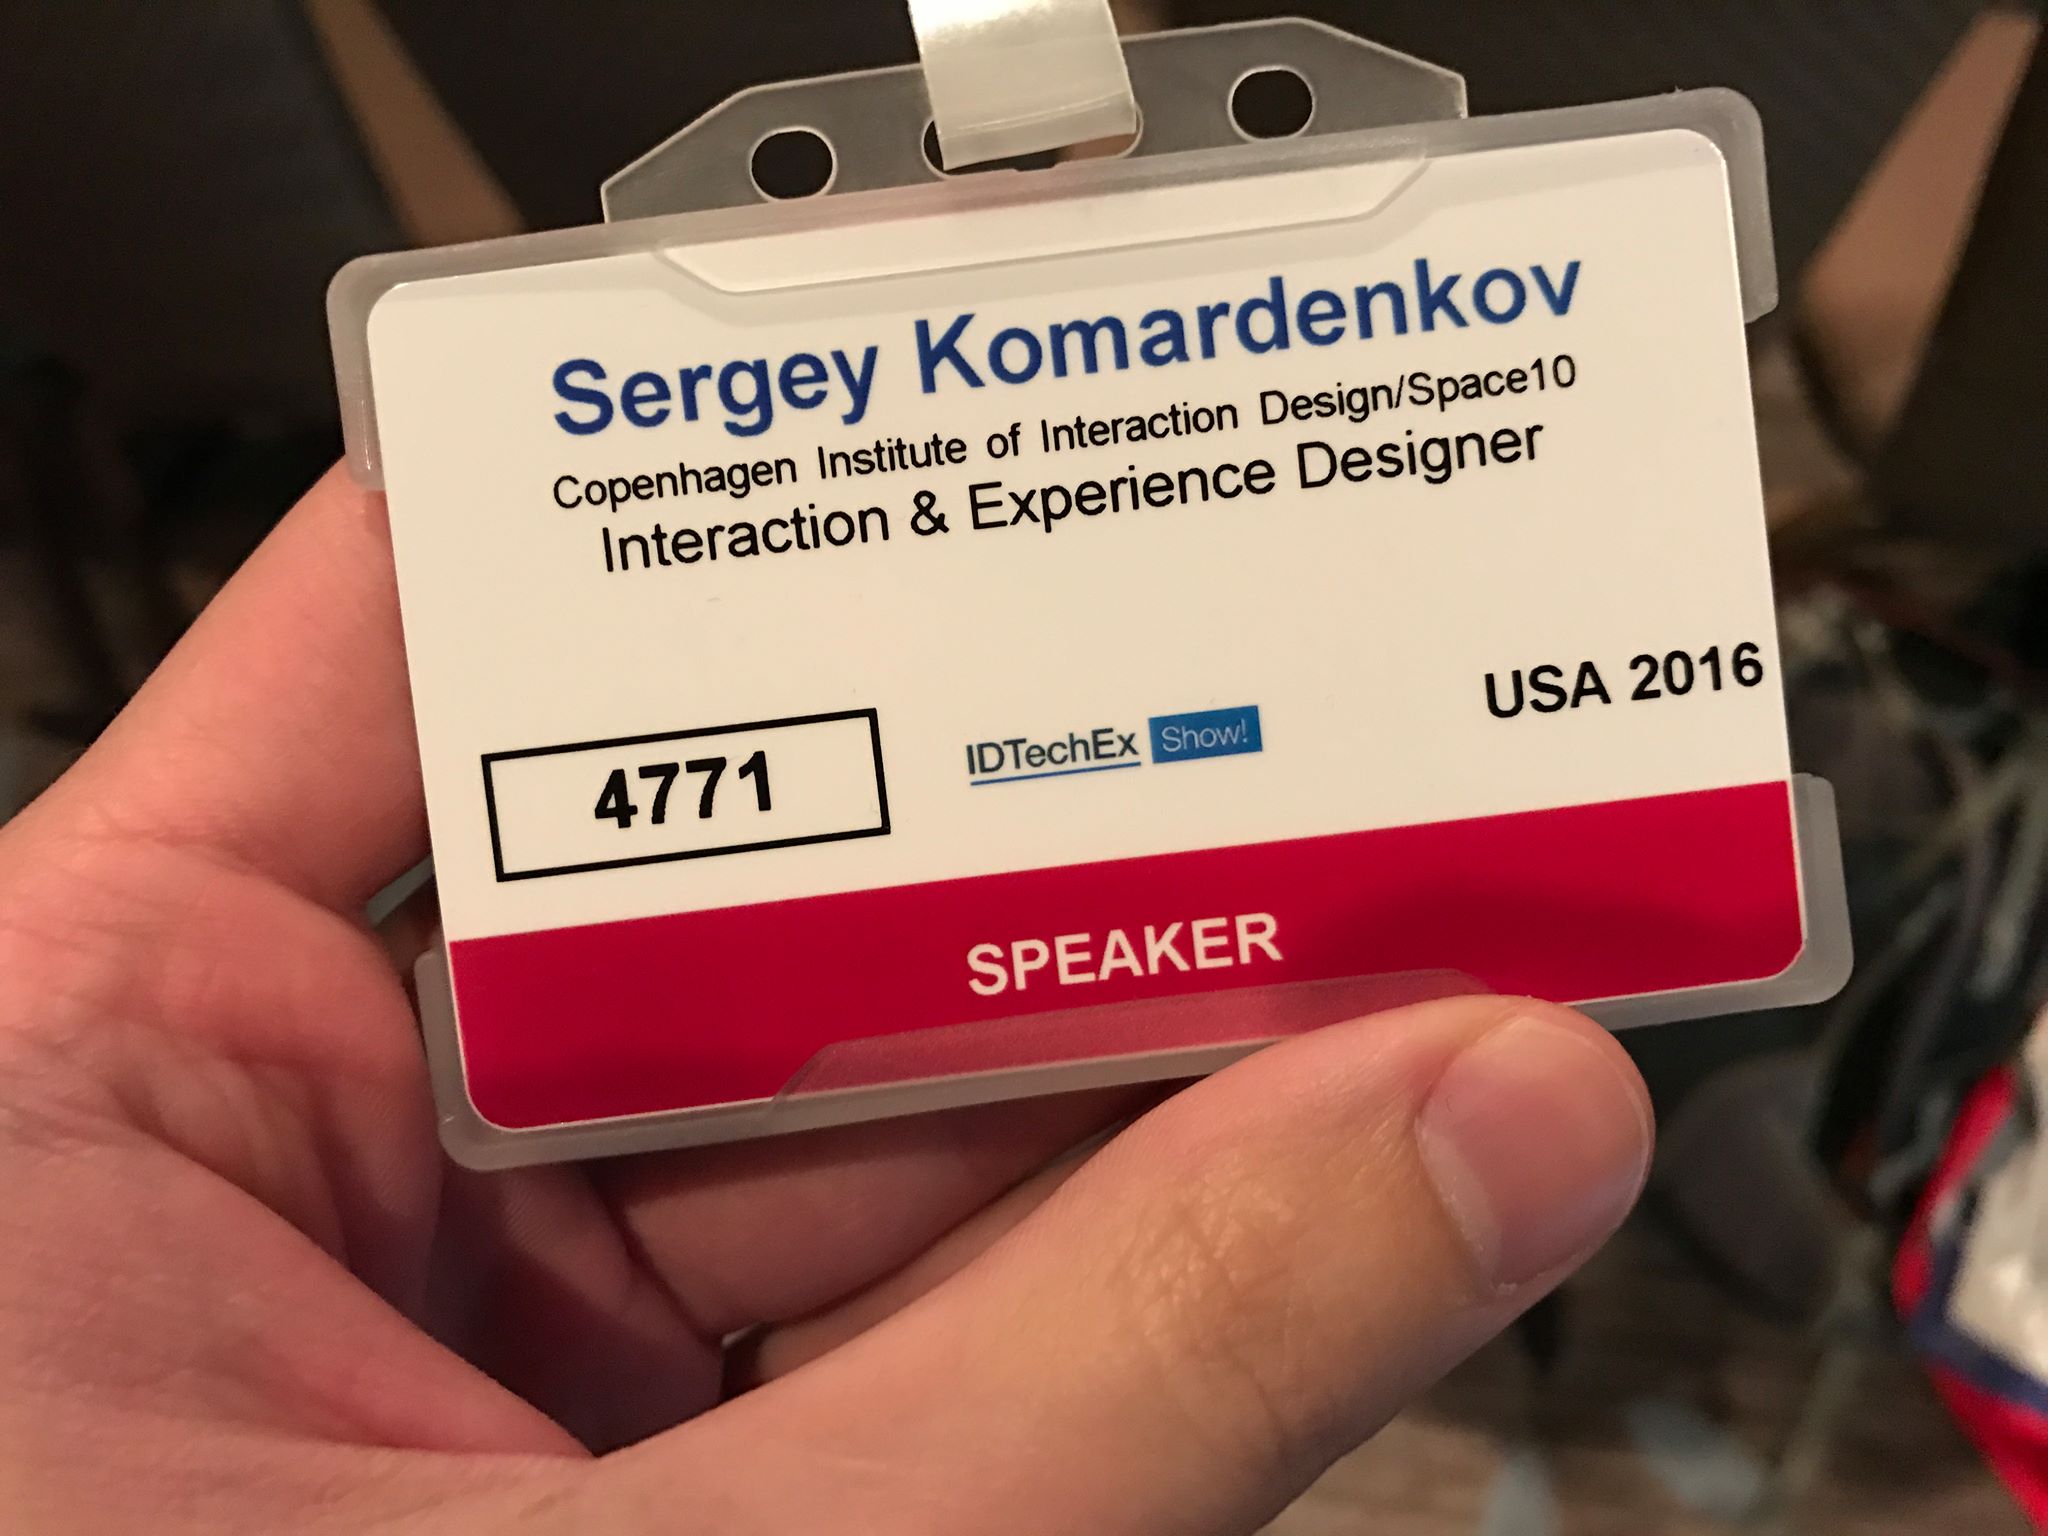 Sergey Komardenkov
Copenhagen Institute of Interaction Design/Space10
Interaction & Experience Designer
USA 2016
4771
IDTechEx Show!
SPEAKER